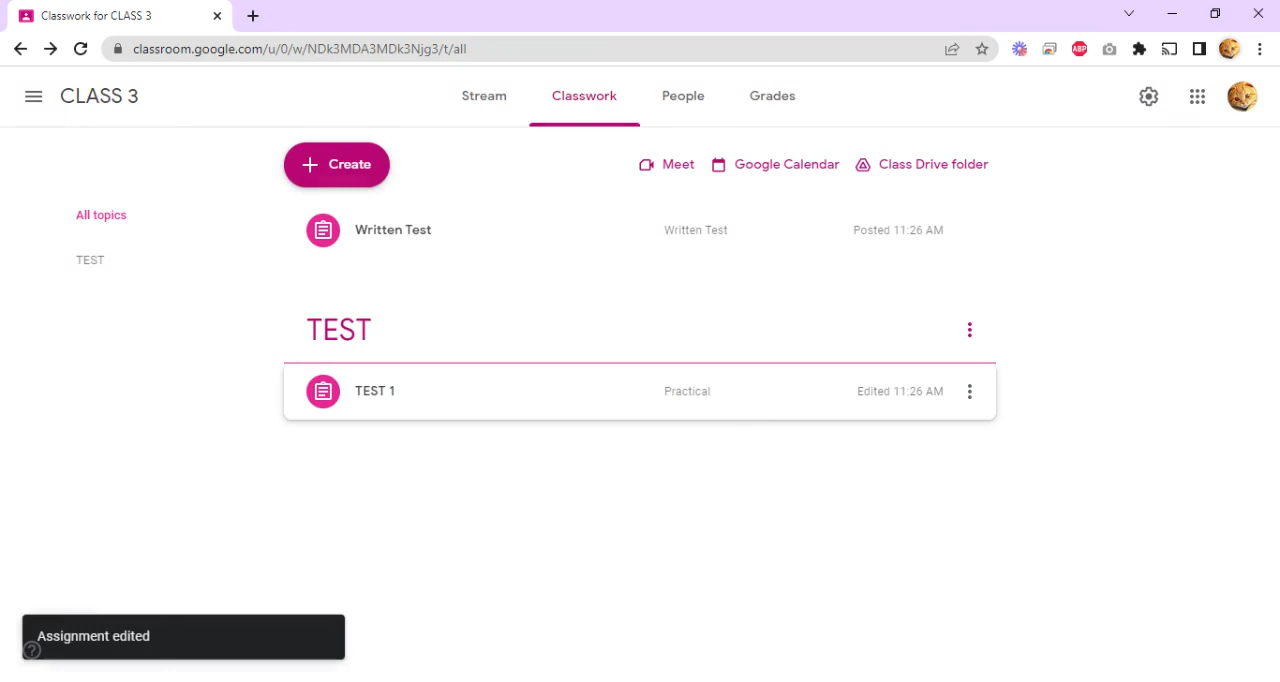 Classwork for CLASS 3
classroom.google.com/u/0/w/NDk3MDA3MDk3Njg3/t/all
ABP
CLASS 3
Stream Classwork People Grades
Create
Meet Google Calendar Class Drive folder
All topics
TEST
Written Test Written Test Posted 11:26 AM
TEST
TEST 1 Practical Edited 11:26 AM
Assignment edited